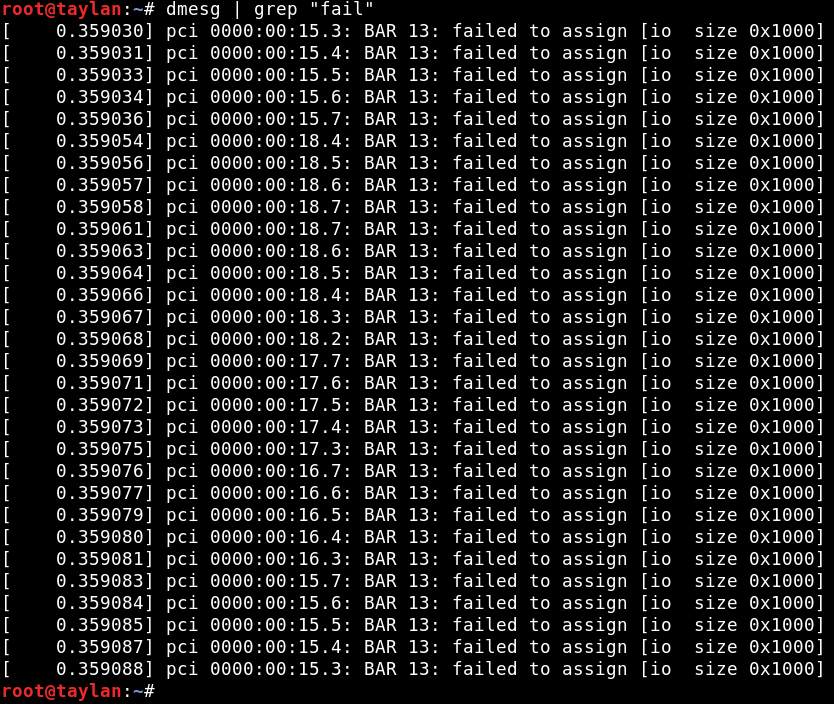 root@taylan:~# dmesg | grep "fail"
[    0.359030] pci 0000:00:15.3: BAR 13: failed to assign [io  size 0x1000]
[    0.359031] pci 0000:00:15.4: BAR 13: failed to assign [io  size 0x1000]
[    0.359033] pci 0000:00:15.5: BAR 13: failed to assign [io  size 0x1000]
[    0.359034] pci 0000:00:15.6: BAR 13: failed to assign [io  size 0x1000]
[    0.359036] pci 0000:00:15.7: BAR 13: failed to assign [io  size 0x1000]
[    0.359054] pci 0000:00:18.4: BAR 13: failed to assign [io  size 0x1000]
[    0.359056] pci 0000:00:18.5: BAR 13: failed to assign [io  size 0x1000]
[    0.359057] pci 0000:00:18.6: BAR 13: failed to assign [io  size 0x1000]
[    0.359058] pci 0000:00:18.7: BAR 13: failed to assign [io  size 0x1000]
[    0.359061] pci 0000:00:18.7: BAR 13: failed to assign [io  size 0x1000]
[    0.359063] pci 0000:00:18.6: BAR 13: failed to assign [io  size 0x1000]
[    0.359064] pci 0000:00:18.5: BAR 13: failed to assign [io  size 0x1000]
[    0.359066] pci 0000:00:18.4: BAR 13: failed to assign [io  size 0x1000]
[    0.359067] pci 0000:00:18.3: BAR 13: failed to assign [io  size 0x1000]
[    0.359068] pci 0000:00:18.2: BAR 13: failed to assign [io  size 0x1000]
[    0.359069] pci 0000:00:17.7: BAR 13: failed to assign [io  size 0x1000]
[    0.359071] pci 0000:00:17.6: BAR 13: failed to assign [io  size 0x1000]
[    0.359072] pci 0000:00:17.5: BAR 13: failed to assign [io  size 0x1000]
[    0.359073] pci 0000:00:17.4: BAR 13: failed to assign [io  size 0x1000]
[    0.359075] pci 0000:00:17.3: BAR 13: failed to assign [io  size 0x1000]
[    0.359076] pci 0000:00:16.7: BAR 13: failed to assign [io  size 0x1000]
[    0.359077] pci 0000:00:16.6: BAR 13: failed to assign [io  size 0x1000]
[    0.359079] pci 0000:00:16.5: BAR 13: failed to assign [io  size 0x1000]
[    0.359080] pci 0000:00:16.4: BAR 13: failed to assign [io  size 0x1000]
[    0.359081] pci 0000:00:16.3: BAR 13: failed to assign [io  size 0x1000]
[    0.359083] pci 0000:00:15.7: BAR 13: failed to assign [io  size 0x1000]
[    0.359084] pci 0000:00:15.6: BAR 13: failed to assign [io  size 0x1000]
[    0.359085] pci 0000:00:15.5: BAR 13: failed to assign [io  size 0x1000]
[    0.359087] pci 0000:00:15.4: BAR 13: failed to assign [io  size 0x1000]
[    0.359088] pci 0000:00:15.3: BAR 13: failed to assign [io  size 0x1000]
root@taylan:~#